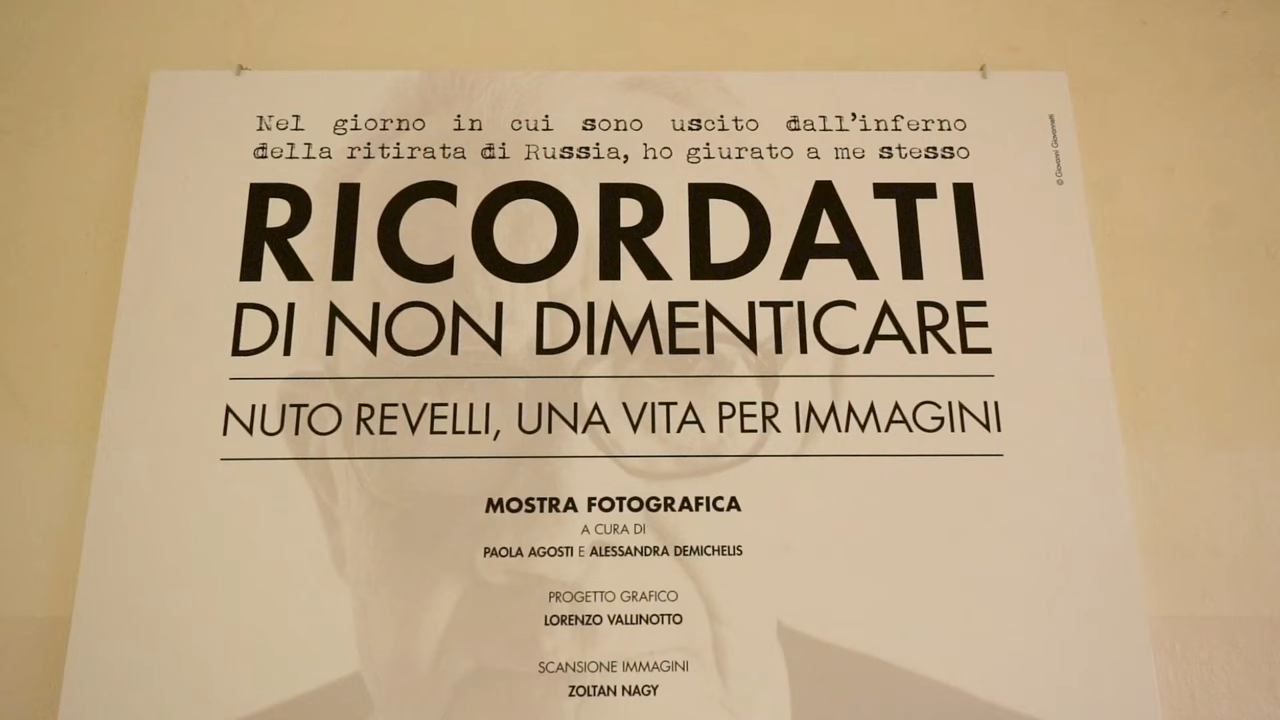 Nel giorno in cui sono uscito dall'inferno
della ritirata di Russia, ho giurato a me stesso
RICORDATI
DI NON DIMENTICARE
NUTO REVELLI, UNA VITA PER IMMAGINI
MOSTRA FOTOGRAFICA
A CURA DI
PAOLA AGOSTI E ALESSANDRA DEMICHELIS
PROGETTO GRAFICO
LORENZO VALLINOTTO
SCANSIONE IMMAGINI
ZOLTAN NAGY
© Giovanni Giovannetti